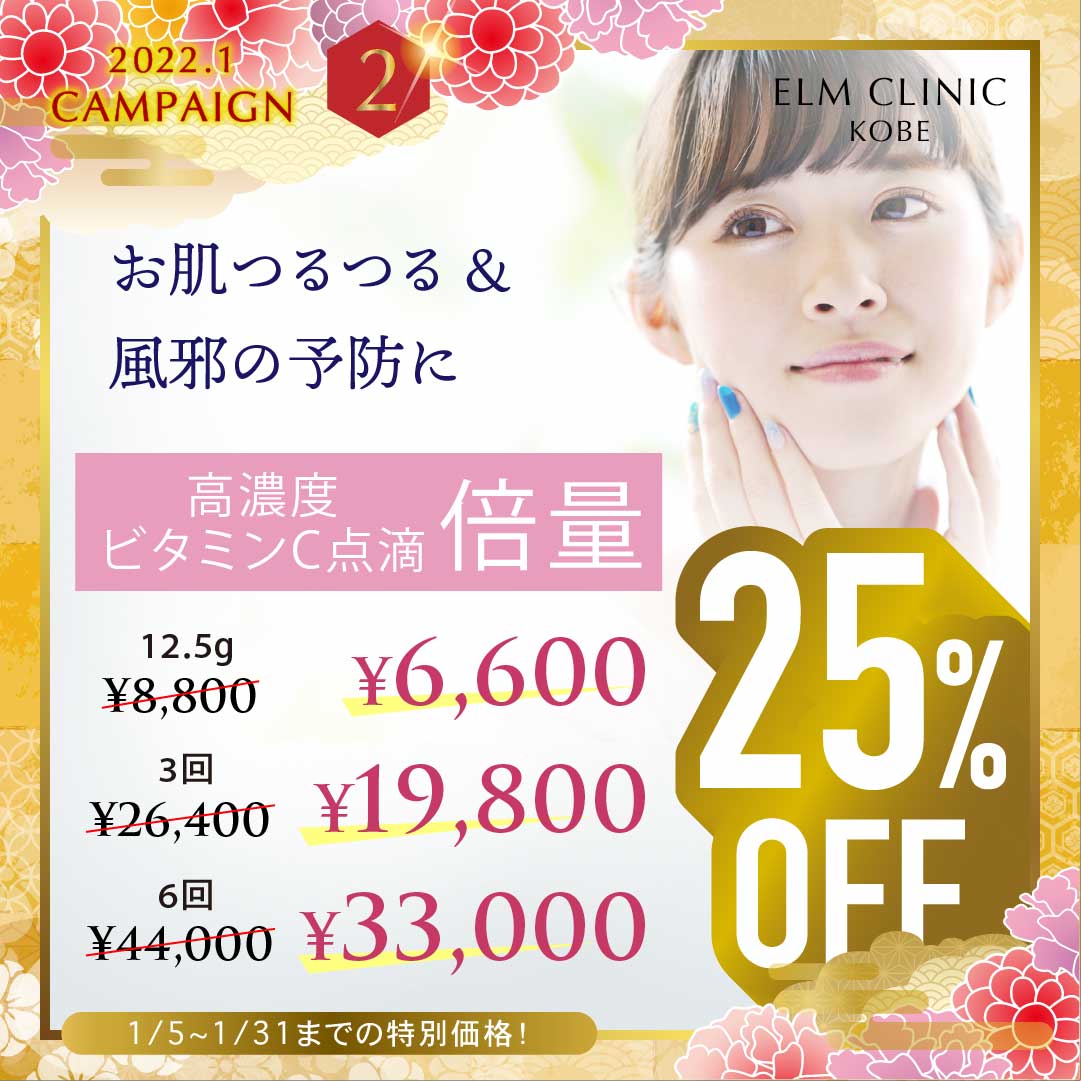 2022.1
CAMPAIGN
2
ELM CLINIC
KOBE
お肌つるつる &
風邪の予防に
高濃度
ビタミンC点滴
倍量
12.5g
¥8,800
¥6,600
3回
¥26,400
¥19,800
6回
¥44,000
¥33,000
25%
OFF
1/5~1/31までの特別価格!